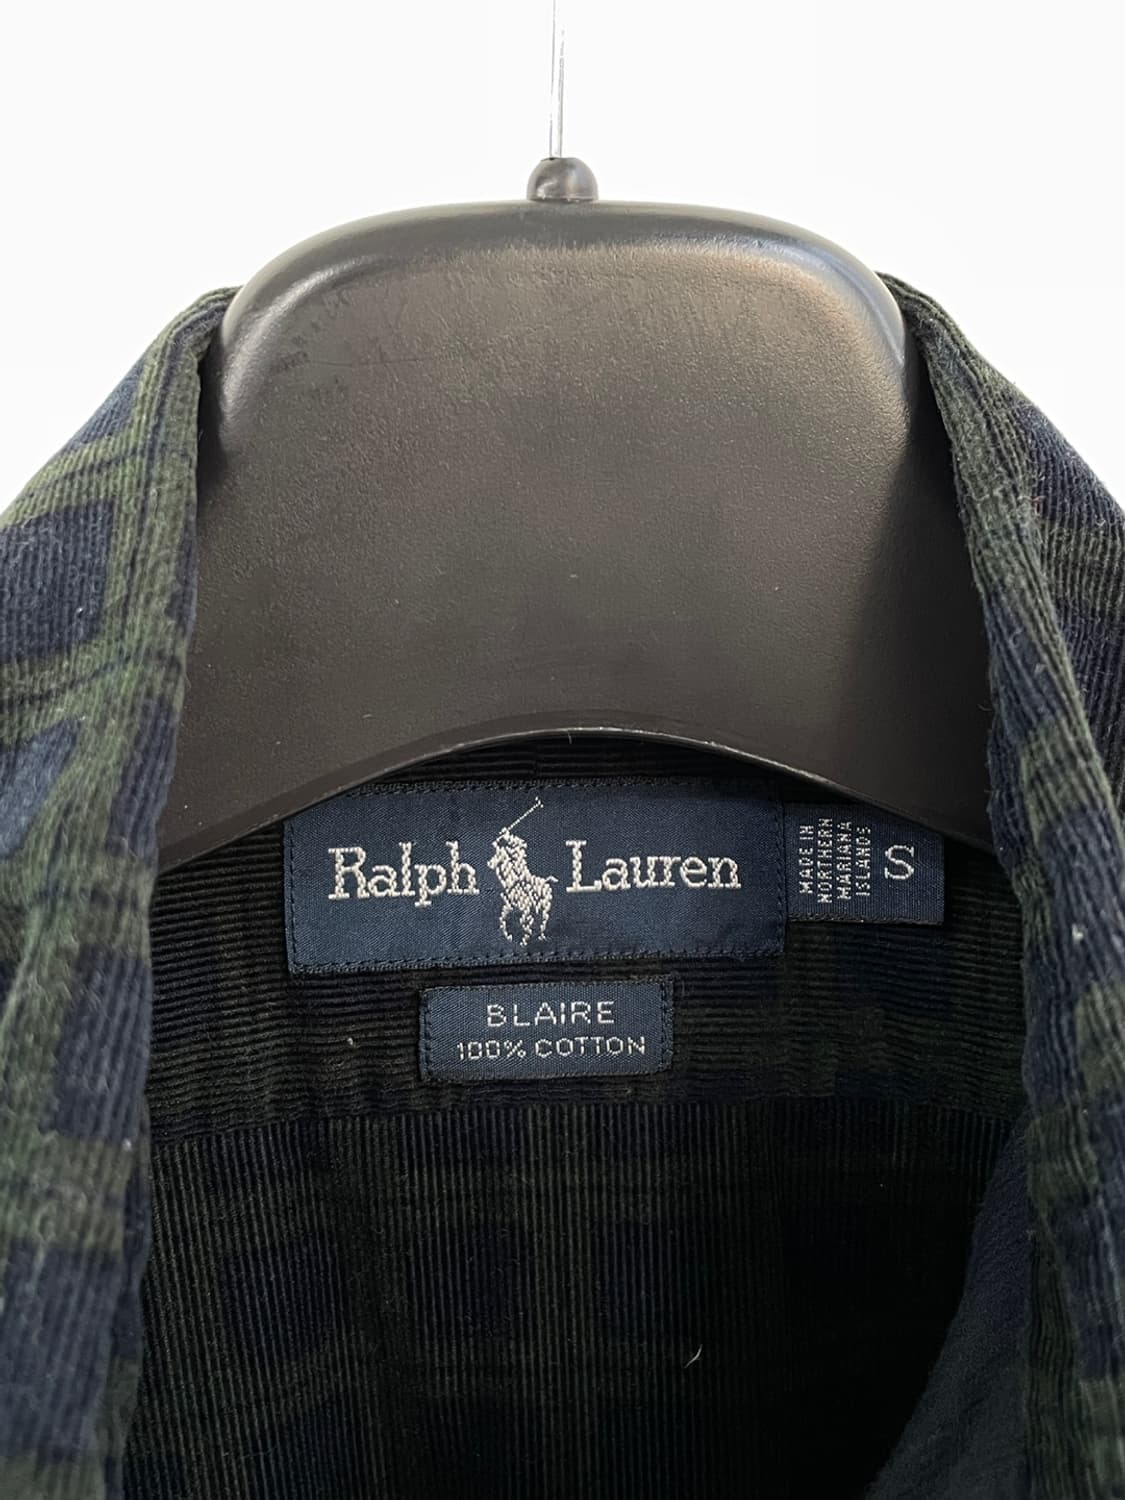 Ralph Lauren
MADE IN
NORTHERN
MARIANA
ISLANDS
S
BLAIRE
100% COTTON